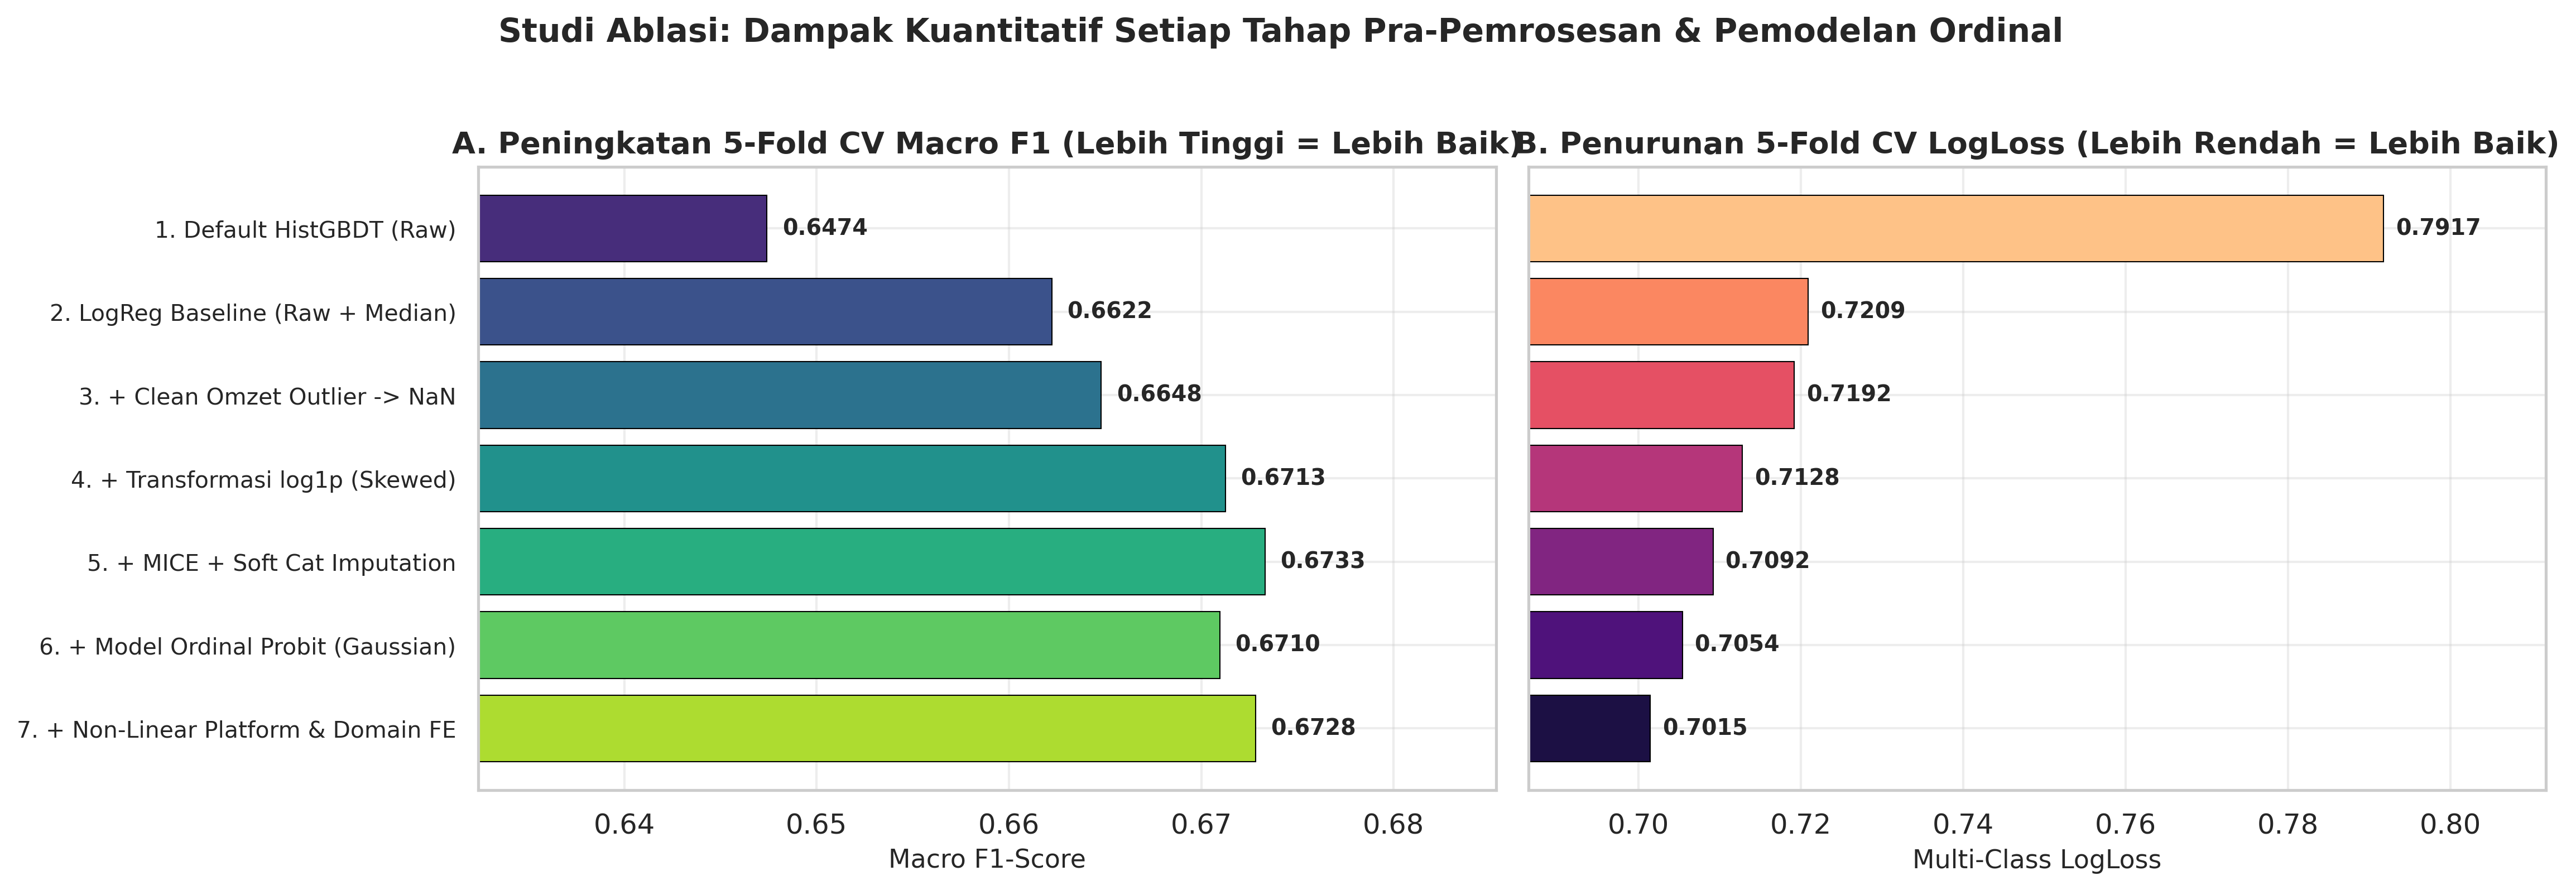 Studi Ablasi: Dampak Kuantitatif Setiap Tahap Pra-Pemrosesan & Pemodelan Ordinal
A. Peningkatan 5-Fold CV Macro F1 (Lebih Tinggi = Lebih Baik)
1. Default HistGBDT (Raw)
0.6474
2. LogReg Baseline (Raw + Median)
0.6622
3. + Clean Omzet Outlier -> NaN
0.6648
4. + Transformasi log1p (Skewed)
0.6713
5. + MICE + Soft Cat Imputation
0.6733
6. + Model Ordinal Probit (Gaussian)
0.6710
7. + Non-Linear Platform & Domain FE
0.6728
0.64 0.65 0.66 0.67 0.68
Macro F1-Score
B. Penurunan 5-Fold CV LogLoss (Lebih Rendah = Lebih Baik)
0.7917
0.7209
0.7192
0.7128
0.7092
0.7054
0.7015
0.70 0.72 0.74 0.76 0.78 0.80
Multi-Class LogLoss